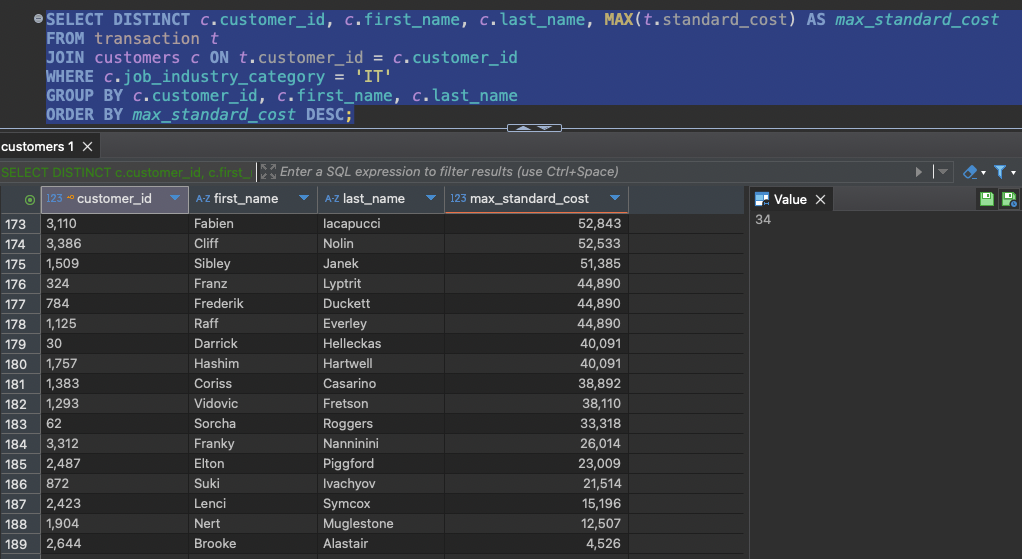 SELECT DISTINCT c.customer_id, c.first_name, c.last_name, MAX(t.standard_cost) AS max_standard_cost
FROM transaction t
JOIN customers c ON t.customer_id = c.customer_id
WHERE c.job_industry_category = 'IT'
GROUP BY c.customer_id, c.first_name, c.last_name
ORDER BY max_standard_cost DESC;
customers 1
SELECT DISTINCT c.customer_id, c.first_ Enter a SQL expression to filter results (use Ctrl+Space)
123 customer_id A-Z first_name A-Z last_name 123 max_standard_cost Value
34
173 3,110 Fabien Iacapucci 52,843
174 3,386 Cliff Nolin 52,533
175 1,509 Sibley Janek 51,385
176 324 Franz Lyptrit 44,890
177 784 Frederik Duckett 44,890
178 1,125 Raff Everley 44,890
179 30 Darrick Helleckas 40,091
180 1,757 Hashim Hartwell 40,091
181 1,383 Coriss Casarino 38,892
182 1,293 Vidovic Fretson 38,110
183 62 Sorcha Roggers 33,318
184 3,312 Franky Nanninini 26,014
185 2,487 Elton Piggford 23,009
186 872 Suki Ivachyov 21,514
187 2,423 Lenci Symcox 15,196
188 1,904 Nert Muglestone 12,507
189 2,644 Brooke Alastair 4,526